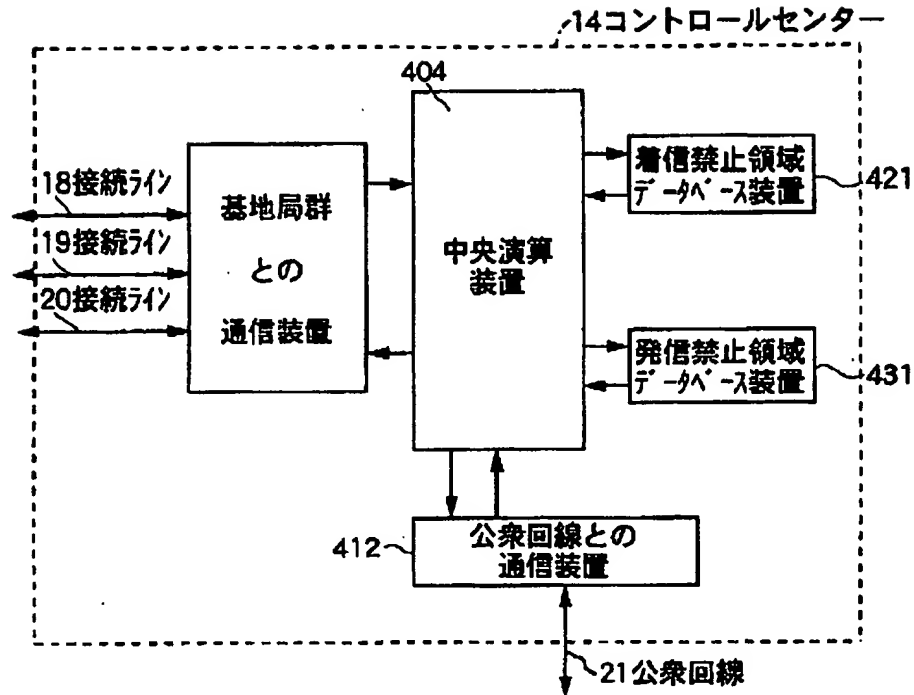 14コントロールセンター
404
18接続ライン
19接続ライン
20接続ライン
基地局群
との
通信装置
中央演算
装置
着信禁止領域
データベース装置
421
発信禁止領域
データベース装置
431
412
公衆回線との
通信装置
21公衆回線